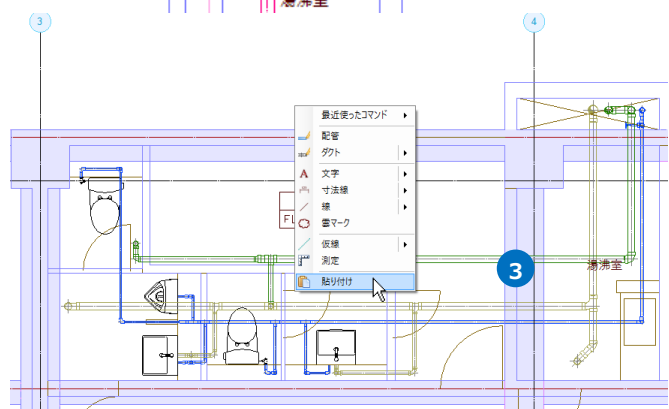 湯沸室
3
4
最近使ったコマンド
配管
ダクト
A 文字
寸法線
線
雲マーク
仮線
測定
貼り付け
FL
3
湯沸室